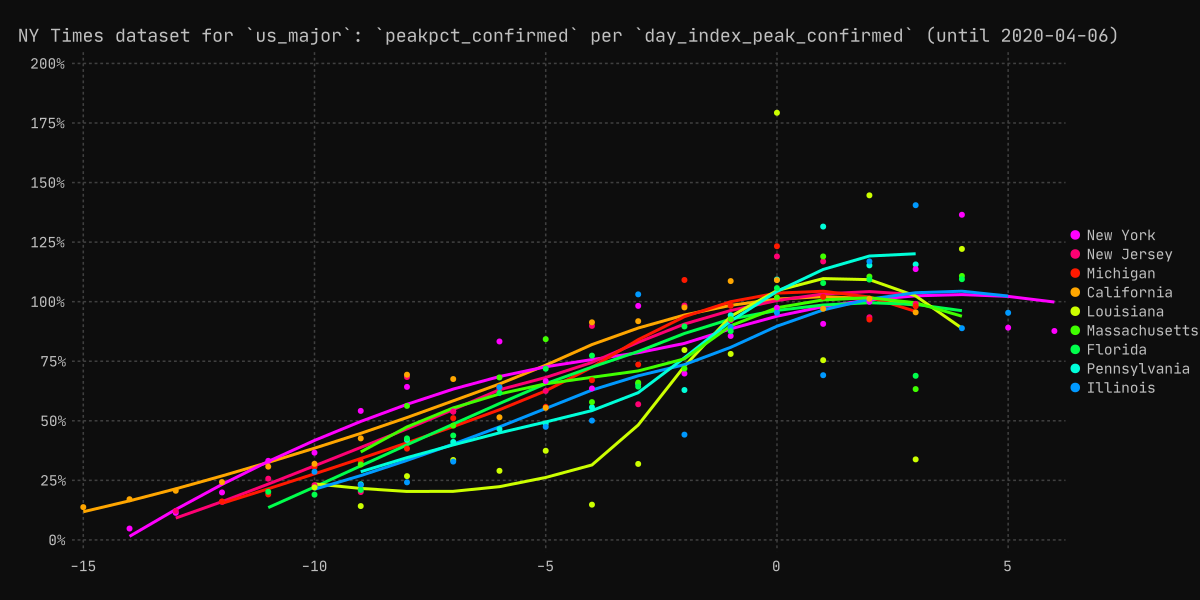 NY Times dataset for `us_major`: `peakpct_confirmed` per `day_index_peak_confirmed` (until 2020-04-06)
200%
175%
150%
125%
100%
75%
50%
25%
0%
-15
-10
-5
0
5
New York
New Jersey
Michigan
California
Louisiana
Massachusetts
Florida
Pennsylvania
Illinois